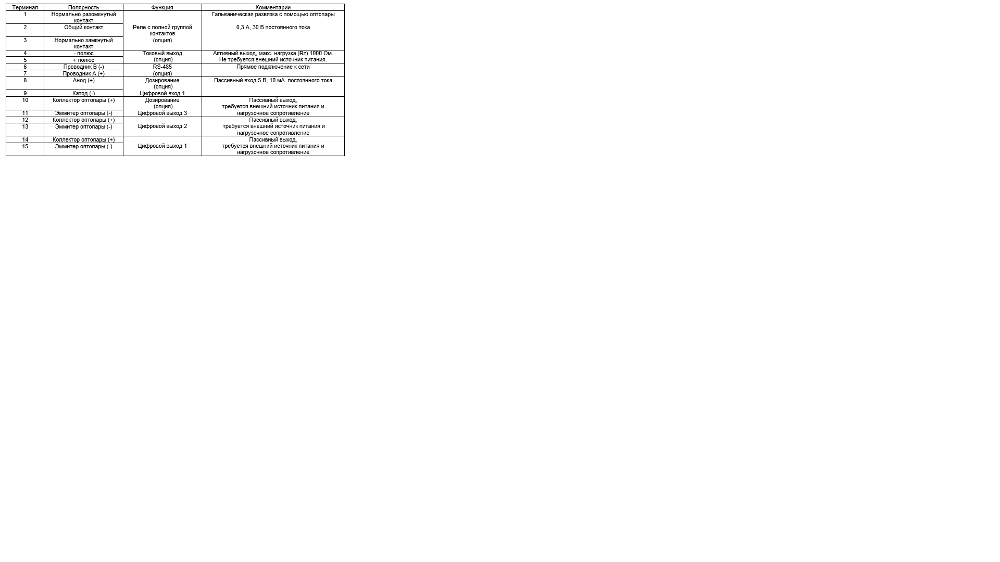 Терминал Полярность Функция Комментарии
1 Нормально разомкнутый Гальваническая развязка с помощью оптопары
контакт
2 Общий контакт Реле с полной группой 0,3 А, 30 В постоянного тока
контактов
3 Нормально замкнутый (опция)
контакт
4 - полюс Токовый выход Активный выход, макс. нагрузка (Rz) 1000 Ом.
5 + полюс (опция) Не требуется внешний источник питания.
6 Проводник В (-) RS-485 Прямое подключение к сети
7 Проводник А (+) (опция)
8 Анод (+) Дозирование Пассивный вход 5 В, 10 мА постоянного тока
(опция)
9 Катод (-) Цифровой вход 1
10 Коллектор оптопары (+) Дозирование Пассивный выход,
(опция) требуется внешний источник питания и
11 Эммитер оптопары (-) Цифровой выход 3 нагрузочное сопротивление
12 Коллектор оптопары (+) Пассивный выход,
13 Эммитер оптопары (-) Цифровой выход 2 требуется внешний источник питания и
нагрузочное сопротивление
14 Коллектор оптопары (+) Пассивный выход,
15 Эммитер оптопары (-) Цифровой выход 1 требуется внешний источник питания и
нагрузочное сопротивление